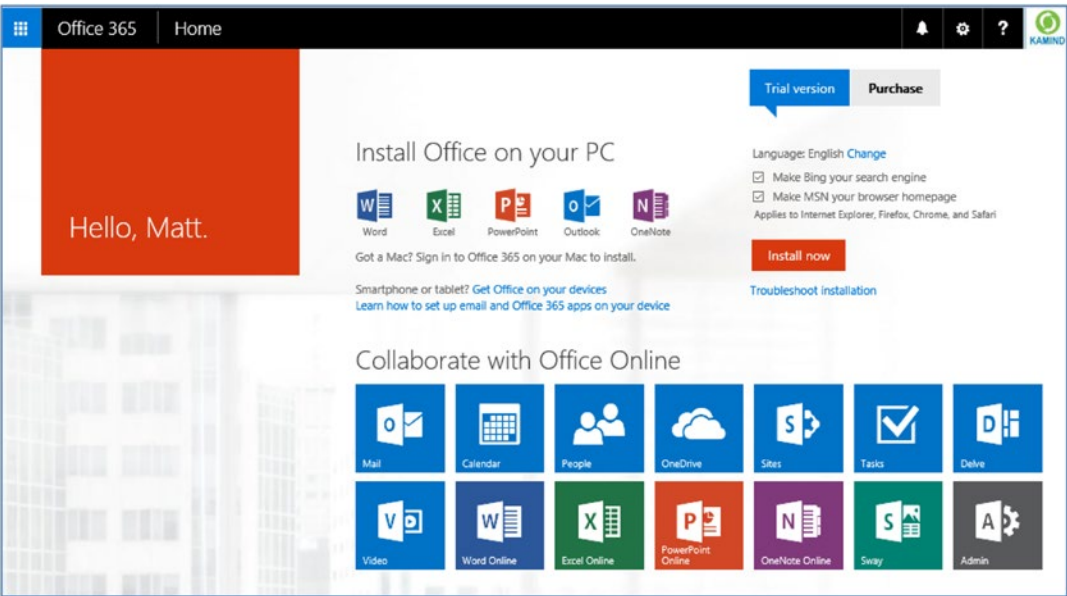 Office 365
Home
?
KAMIND
Hello, Matt.
Trial version
Purchase
Install Office on your PC
W
X
P
O
N
Word
Excel
PowerPoint
Outlook
OneNote
Got a Mac? Sign in to Office 365 on your Mac to install.
Smartphone or tablet? Get Office on your devices
Learn how to set up email and Office 365 apps on your device
Language: English Change
Make Bing your search engine
Make MSN your browser homepage
Applies to Internet Explorer, Firefox, Chrome, and Safari
Install now
Troubleshoot installation
Collaborate with Office Online
O
S
D
Mail
Calendar
People
OneDrive
Sites
Tasks
Delve
V
W
X
P
N
S
A
Video
Word Online
Excel Online
PowerPoint
Online
OneNote Online
Sway
Admin